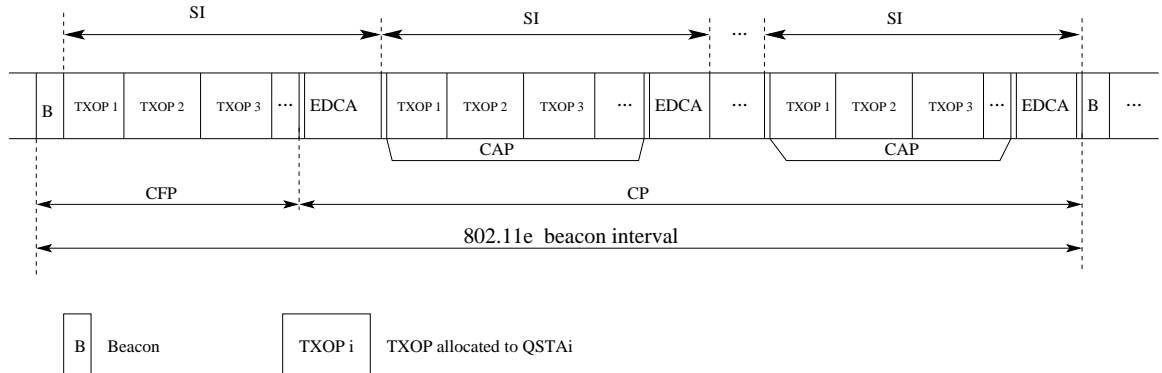 SI SI ... SI
B TXOP 1 TXOP 2 TXOP 3 ... EDCA TXOP 1 TXOP 2 TXOP 3 ... EDCA ... TXOP 1 TXOP 2 TXOP 3 ... EDCA B ...
CAP CAP
CFP CP
802.11e beacon interval
B Beacon TXOP i TXOP allocated to QSTAi